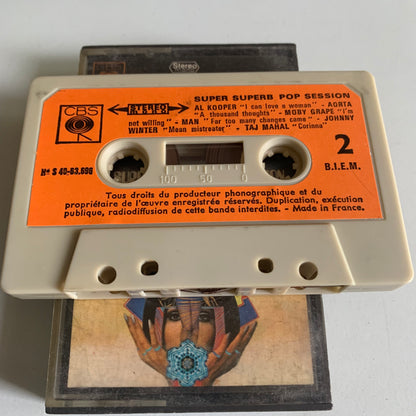 Stereo
SUPER SUPERB POP SESSION
CBS
STEREO
AL KOOPER "I can love a woman" - AORTA
"A thousand thoughts" - MOBY GRAPE "I'm
not willing" - MAN "Far too many changes came" - JOHNNY
WINTER "Mean mistreater" - TAJ MAHAL "Corinna"
2
B.I.E.M.
Nº S 40-63.696
100 50 0
Tous droits du producteur phonographique et du
propriétaire de l'œuvre enregistrée réservés. Duplication, exécution
publique, radiodiffusion de cette bande interdites. - Made in France.